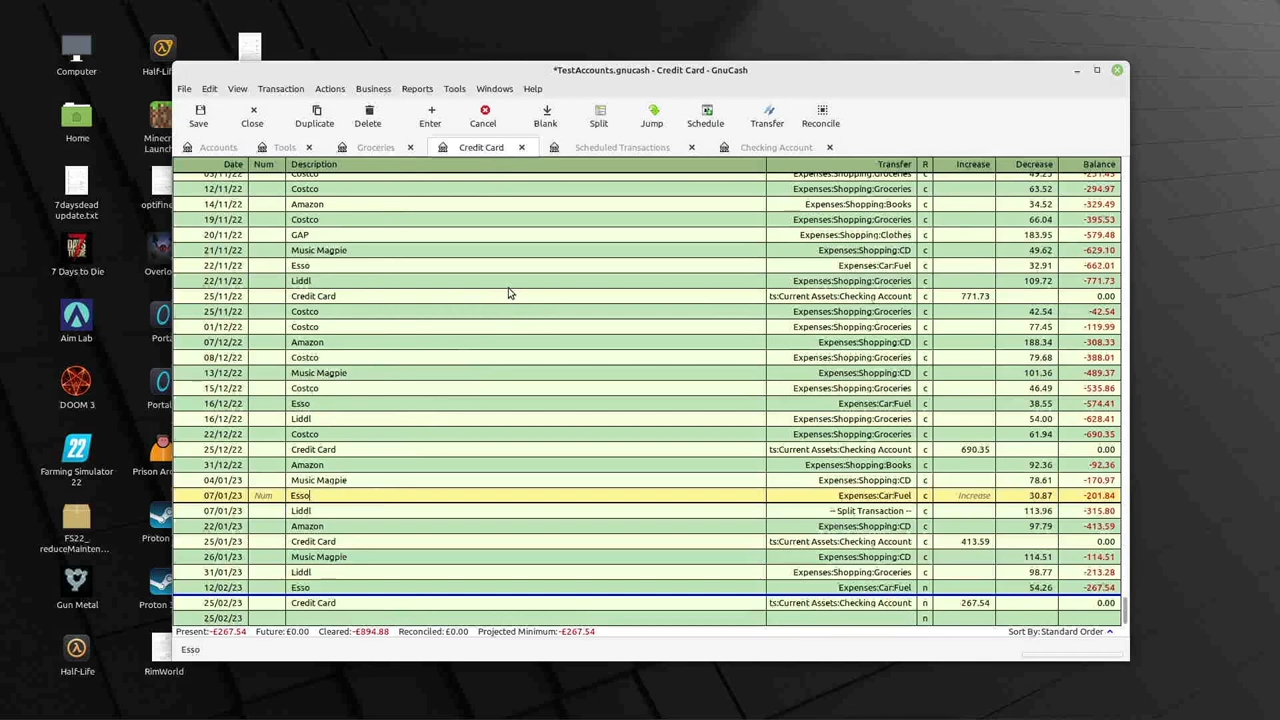 *TestAccounts.gnucash - Credit Card - GnuCash
File Edit View Transaction Actions Business Reports Tools Windows Help
Save Close Duplicate Delete Enter Cancel Blank Split Jump Schedule Transfer Reconcile
Accounts Tools Groceries Credit Card Scheduled Transactions Checking Account
Date Num Description Transfer R Increase Decrease Balance
Costco Expenses:Shopping:Groceries c
12/11/22 Costco Expenses:Shopping:Groceries c 63.52 -294.97
14/11/22 Amazon Expenses:Shopping:Books c 34.52 -329.49
19/11/22 Costco Expenses:Shopping:Groceries c 66.04 -395.53
20/11/22 GAP Expenses:Shopping:Clothes c 183.95 -579.48
21/11/22 Music Magpie Expenses:Shopping:CD c 49.62 -629.10
22/11/22 Esso Expenses:Car:Fuel c 32.91 -662.01
22/11/22 Liddl Expenses:Shopping:Groceries c 109.72 -771.73
25/11/22 Credit Card ts:Current Assets:Checking Account c 771.73 0.00
25/11/22 Costco Expenses:Shopping:Groceries c 42.54 -42.54
01/12/22 Costco Expenses:Shopping:Groceries c 77.45 -119.99
07/12/22 Amazon Expenses:Shopping:CD c 188.34 -308.33
08/12/22 Costco Expenses:Shopping:Groceries c 79.68 -388.01
13/12/22 Music Magpie Expenses:Shopping:CD c 101.36 -489.37
15/12/22 Costco Expenses:Shopping:Groceries c 46.49 -535.86
16/12/22 Esso Expenses:Car:Fuel c 38.55 -574.41
16/12/22 Liddl Expenses:Shopping:Groceries c 54.00 -628.41
22/12/22 Costco Expenses:Shopping:Groceries c 61.94 -690.35
25/12/22 Credit Card ts:Current Assets:Checking Account c 690.35 0.00
31/12/22 Amazon Expenses:Shopping:Books c 92.36 -92.36
04/01/23 Music Magpie Expenses:Shopping:CD c 78.61 -170.97
07/01/23 Num Esso Expenses:Car:Fuel c Increase 30.87 -201.84
07/01/23 Liddl -- Split Transaction -- c 113.96 -315.80
22/01/23 Amazon Expenses:Shopping:CD c 97.79 -413.59
25/01/23 Credit Card ts:Current Assets:Checking Account c 413.59 0.00
26/01/23 Music Magpie Expenses:Shopping:CD c 114.51 -114.51
31/01/23 Liddl Expenses:Shopping:Groceries c 98.77 -213.28
12/02/23 Esso Expenses:Car:Fuel n 54.26 -267.54
25/02/23 Credit Card ts:Current Assets:Checking Account n 267.54 0.00
25/02/23 n
Present:-£267.54 Future:£0.00 Cleared:-£894.88 Reconciled:£0.00 Projected Minimum:-£267.54 Sort By: Standard Order
Esso
Computer
Half-Lif
Home
Minecr
Launch
7daysdead
update.txt
optifine
7 Days to Die
Overlo
Aim Lab
Porta
DOOM 3
Portal
Farming Simulator
22
Prison Arc
FS22_
reduceMainten...
Proton
Gun Metal
Proton 3
Half-Life
RimWorld